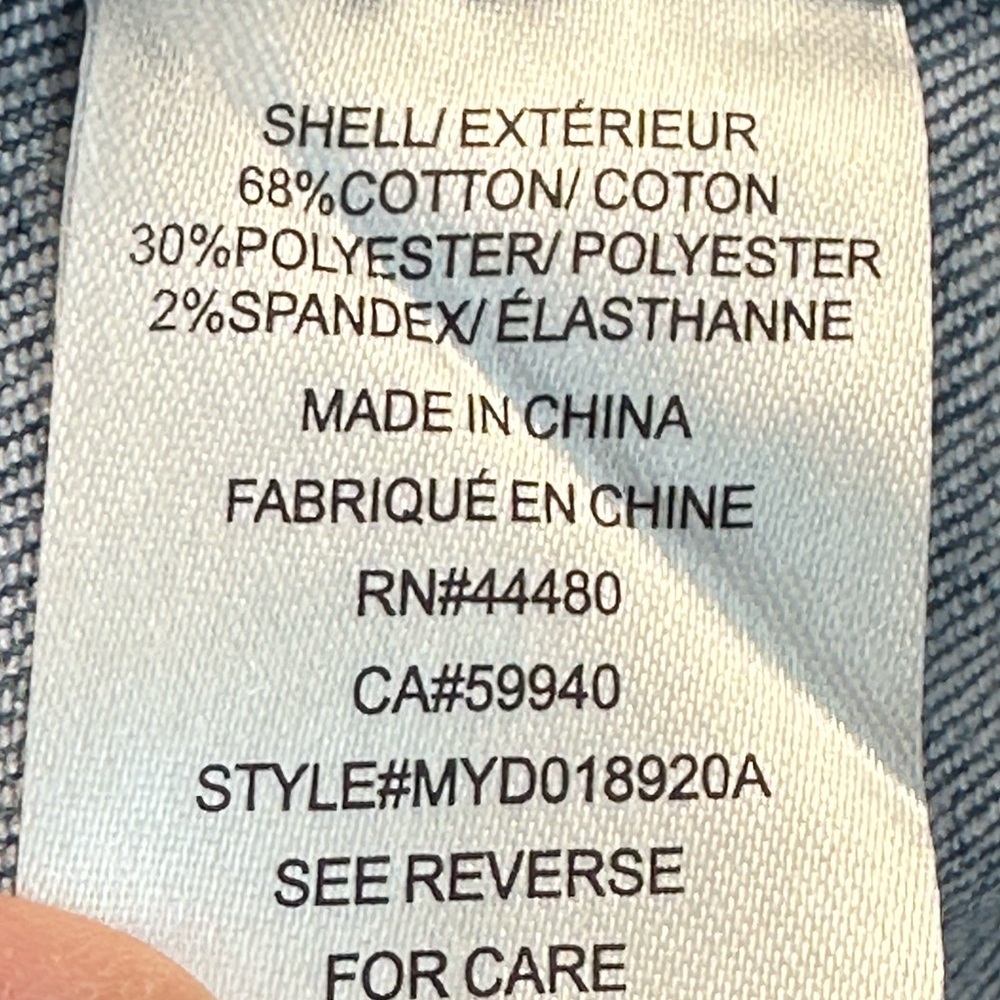 SHELL/ EXTÉRIEUR
68%COTTON/ COTON
30%POLYESTER/ POLYESTER
2%SPANDEX/ ÉLASTHANNE
MADE IN CHINA
FABRIQUÉ EN CHINE
RN#44480
CA#59940
STYLE#MYD018920A
SEE REVERSE
FOR CARE